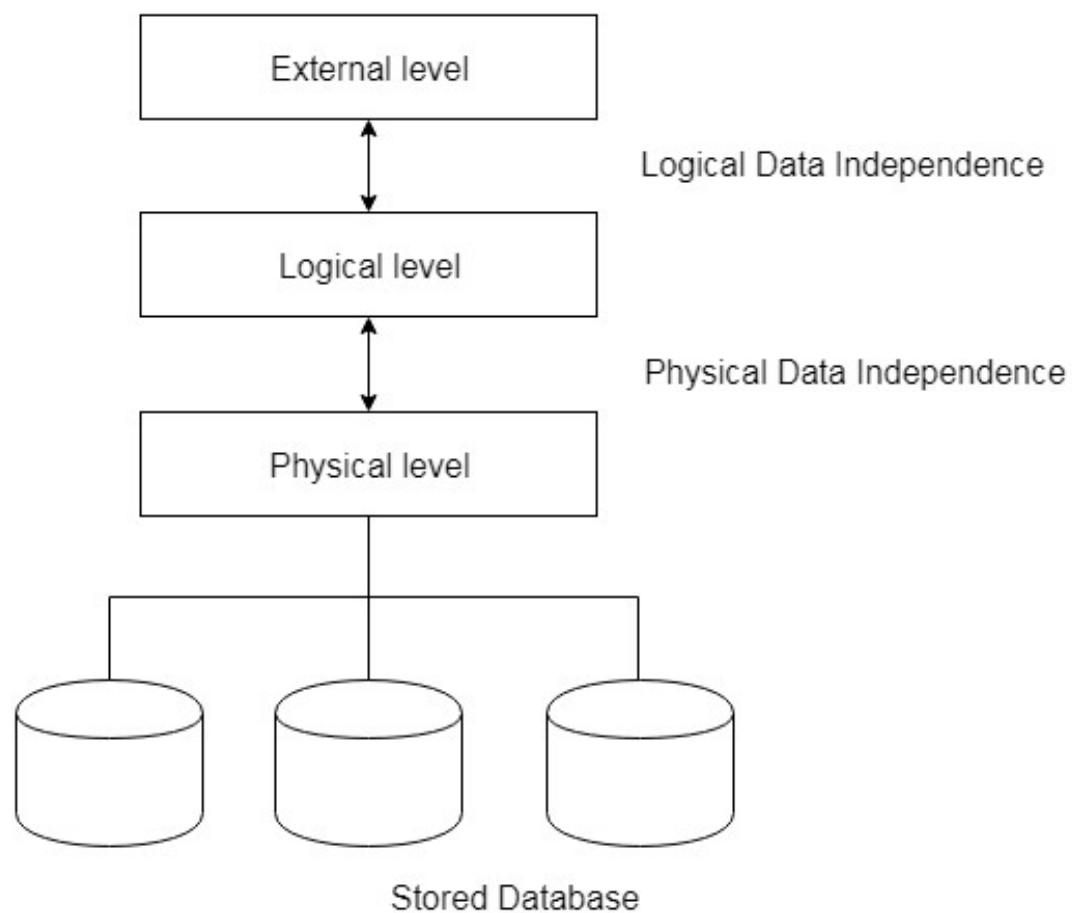 External level
Logical Data Independence
Logical level
Physical Data Independence
Physical level
Stored Database